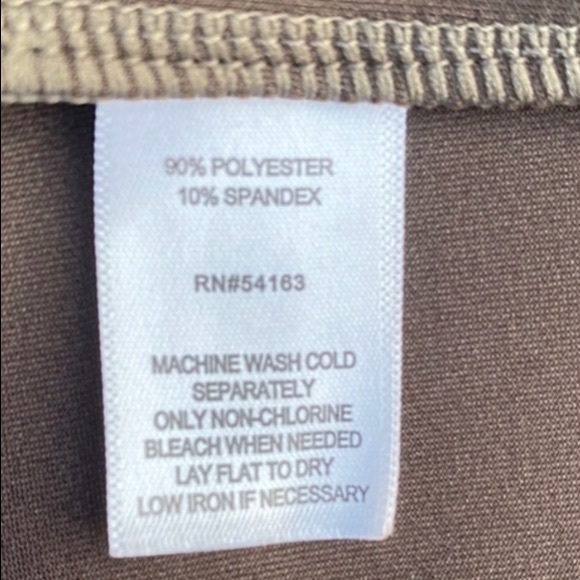 90% POLYESTER
10% SPANDEX
RN#54163
MACHINE WASH COLD
SEPARATELY
ONLY NON-CHLORINE
BLEACH WHEN NEEDED
LAY FLAT TO DRY
LOW IRON IF NECESSARY